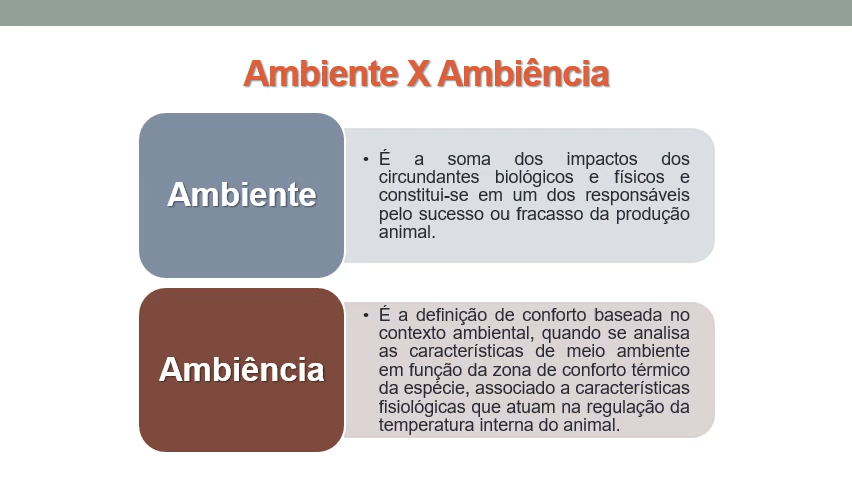 Ambiente X Ambiência
Ambiente
• É a soma dos impactos dos
circundantes biológicos e físicos e
constitui-se em um dos responsáveis
pelo sucesso ou fracasso da produção
animal.
Ambiência
• É a definição de conforto baseada no
contexto ambiental, quando se analisa
as características de meio ambiente
em função da zona de conforto térmico
da espécie, associado a características
fisiológicas que atuam na regulação da
temperatura interna do animal.